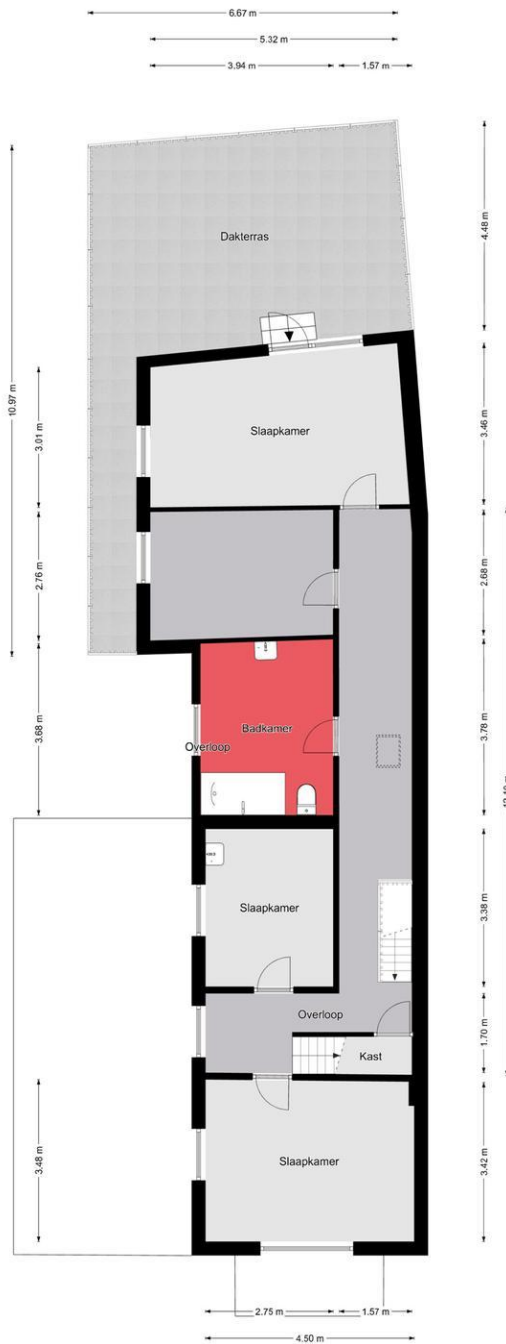 6.67 m
5.32 m
3.94 m
1.57 m
4.48 m
Dakterras
10.97 m
3.01 m
Slaapkamer
3.46 m
2.76 m
2.68 m
3.68 m
Badkamer
Overloop
3.78 m
Slaapkamer
3.38 m
Overloop
1.70 m
Kast
3.48 m
Slaapkamer
3.42 m
2.75 m
1.57 m
4.50 m